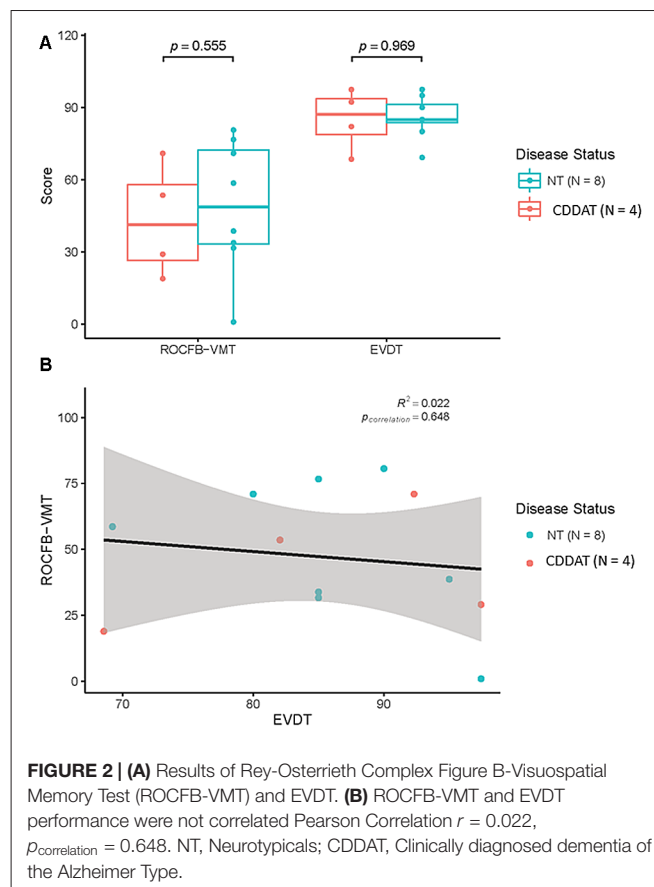 A
120
90
60
30
0
Score
p = 0.555
p = 0.969
ROCFB-VMT
EVDT
Disease Status
NT (N = 8)
CDDAT (N = 4)
B
R² = 0.022
p correlation = 0.648
100
75
50
25
0
ROCFB-VMT
70
80
90
EVDT
Disease Status
NT (N = 8)
CDDAT (N = 4)
FIGURE 2 | (A) Results of Rey-Osterrieth Complex Figure B-Visuospatial
Memory Test (ROCFB-VMT) and EVDT. (B) ROCFB-VMT and EVDT
performance were not correlated Pearson Correlation r = 0.022,
pcorrelation = 0.648. NT, Neurotypicals; CDDAT, Clinically diagnosed dementia of
the Alzheimer Type.